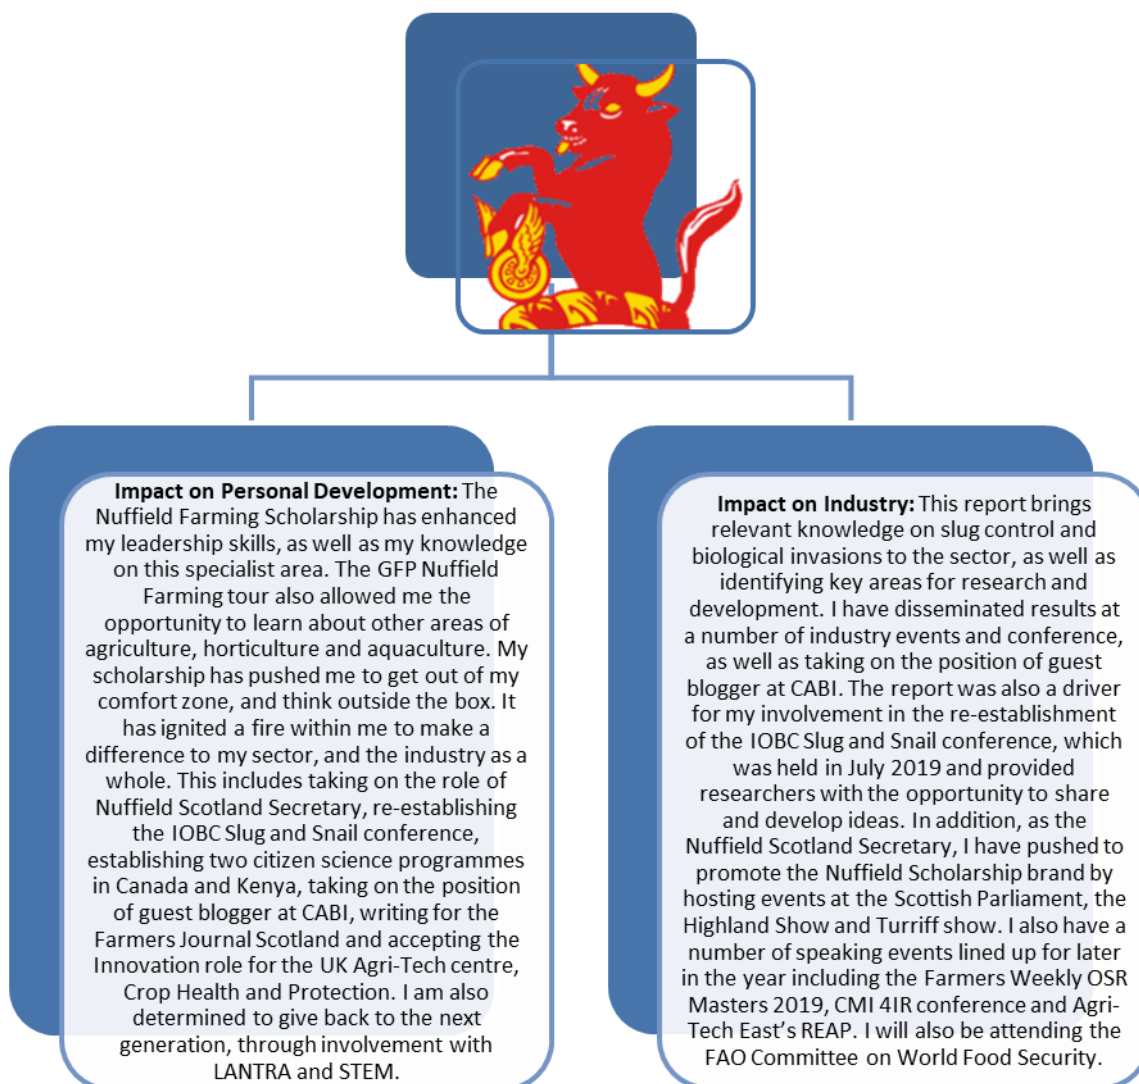 Impact on Personal Development: The
Nuffield Farming Scholarship has enhanced
my leadership skills, as well as my knowledge
on this specialist area. The GFP Nuffield
Farming tour also allowed me the
opportunity to learn about other areas of
agriculture, horticulture and aquaculture. My
scholarship has pushed me to get out of my
comfort zone, and think outside the box. It
has ignited a fire within me to make a
difference to my sector, and the industry as a
whole. This includes taking on the role of
Nuffield Scotland Secretary, re-establishing
the IOBC Slug and Snail conference,
establishing two citizen science programmes
in Canada and Kenya, taking on the position
of guest blogger at CABI, writing for the
Farmers Journal Scotland and accepting the
Innovation role for the UK Agri-Tech centre,
Crop Health and Protection. I am also
determined to give back to the next
generation, through involvement with
LANTRA and STEM.
Impact on Industry: This report brings
relevant knowledge on slug control and
biological invasions to the sector, as well as
identifying key areas for research and
development. I have disseminated results at
a number of industry events and conference,
as well as taking on the position of guest
blogger at CABI. The report was also a driver
for my involvement in the re-establishment
of the IOBC Slug and Snail conference, which
was held in July 2019 and provided
researchers with the opportunity to share
and develop ideas. In addition, as the
Nuffield Scotland Secretary, I have pushed to
promote the Nuffield Scholarship brand by
hosting events at the Scottish Parliament, the
Highland Show and Turriff show. I also have a
number of speaking events lined up for later
in the year including the Farmers Weekly OSR
Masters 2019, CMI 4IR conference and Agri-
Tech East's REAP. I will also be attending the
FAO Committee on World Food Security.